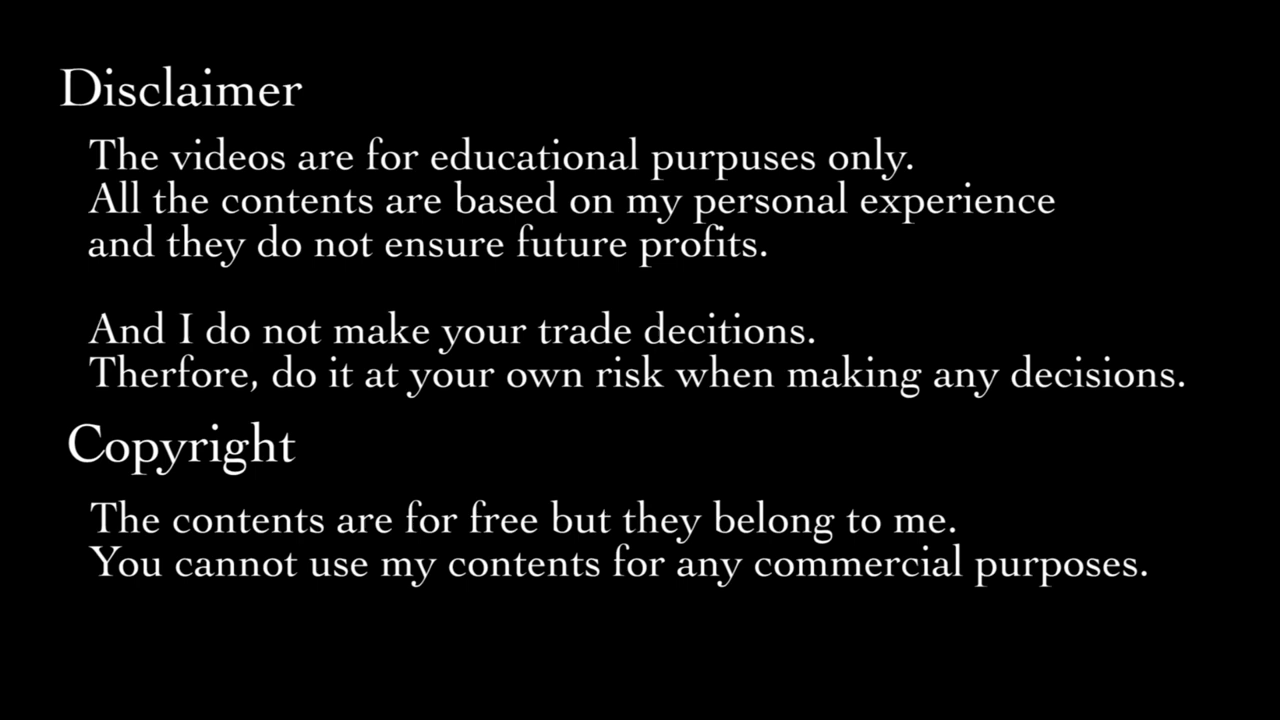 Disclaimer
The videos are for educational purpuses only.
All the contents are based on my personal experience
and they do not ensure future profits.
And I do not make your trade decitions.
Therfore, do it at your own risk when making any decisions.
Copyright
The contents are for free but they belong to me.
You cannot use my contents for any commercial purposes.